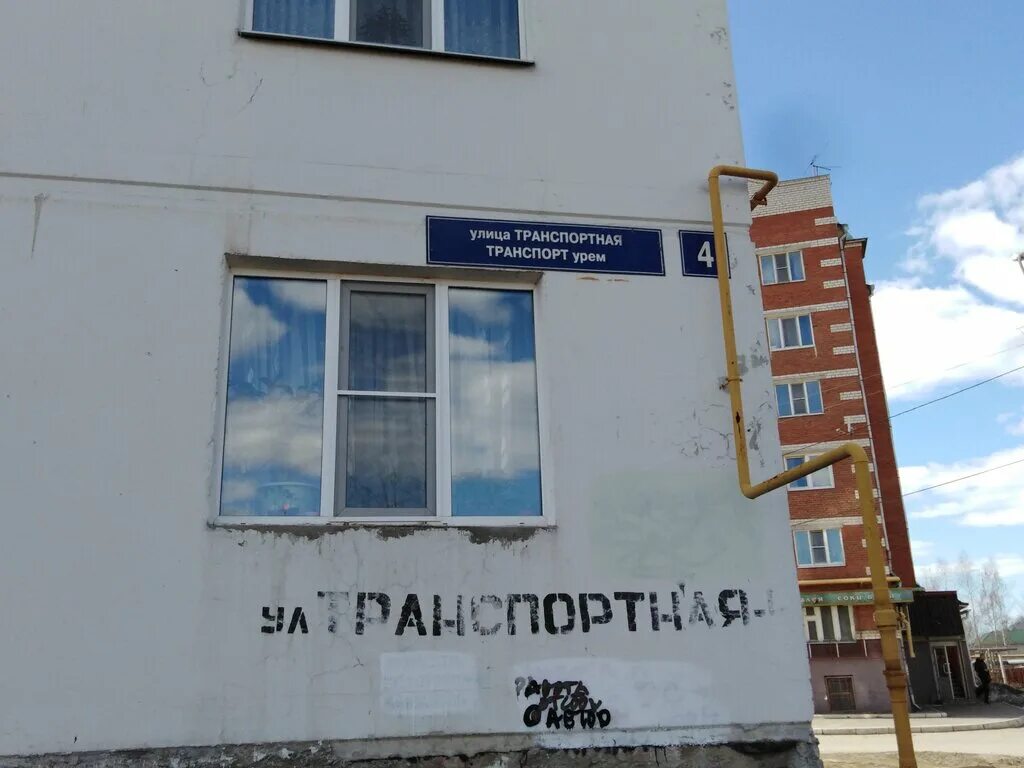 улица ТРАНСПОРТНАЯ
ТРАНСПОРТ урем
4
ул ТРАНСПОРТНАЯ